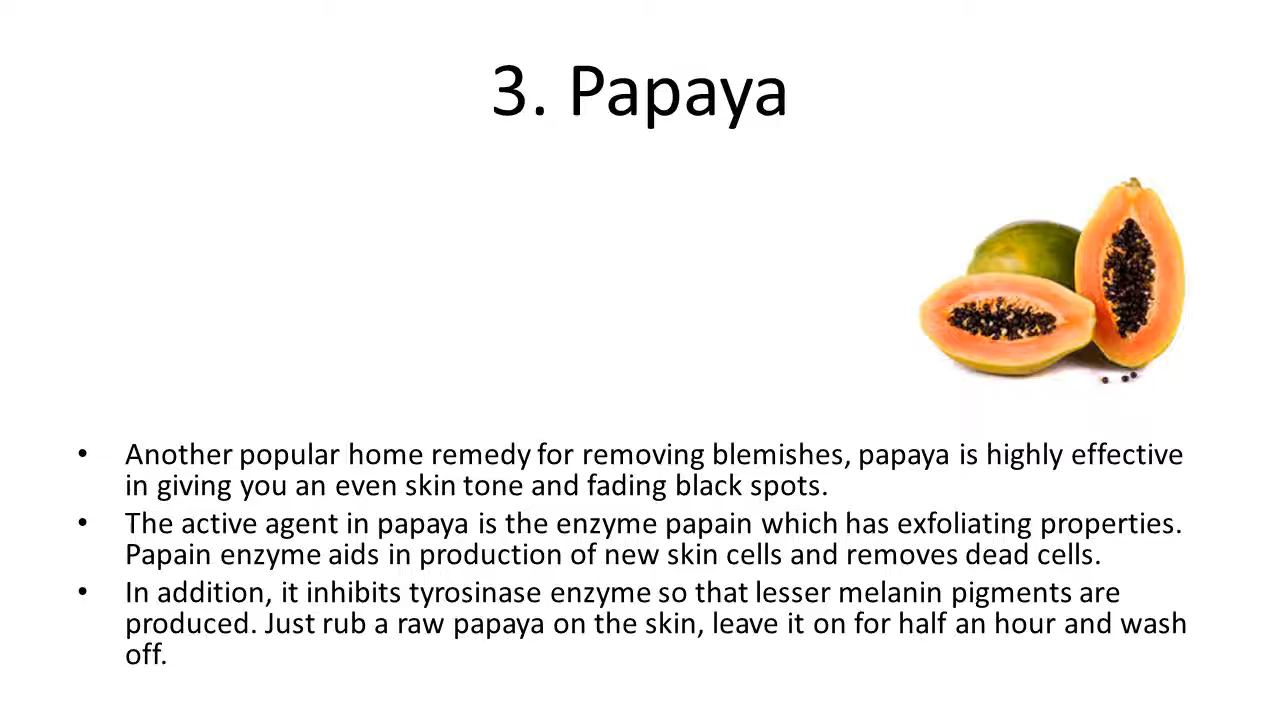 3. Papaya
• Another popular home remedy for removing blemishes, papaya is highly effective
in giving you an even skin tone and fading black spots.
• The active agent in papaya is the enzyme papain which has exfoliating properties.
Papain enzyme aids in production of new skin cells and removes dead cells.
• In addition, it inhibits tyrosinase enzyme so that lesser melanin pigments are
produced. Just rub a raw papaya on the skin, leave it on for half an hour and wash
off.